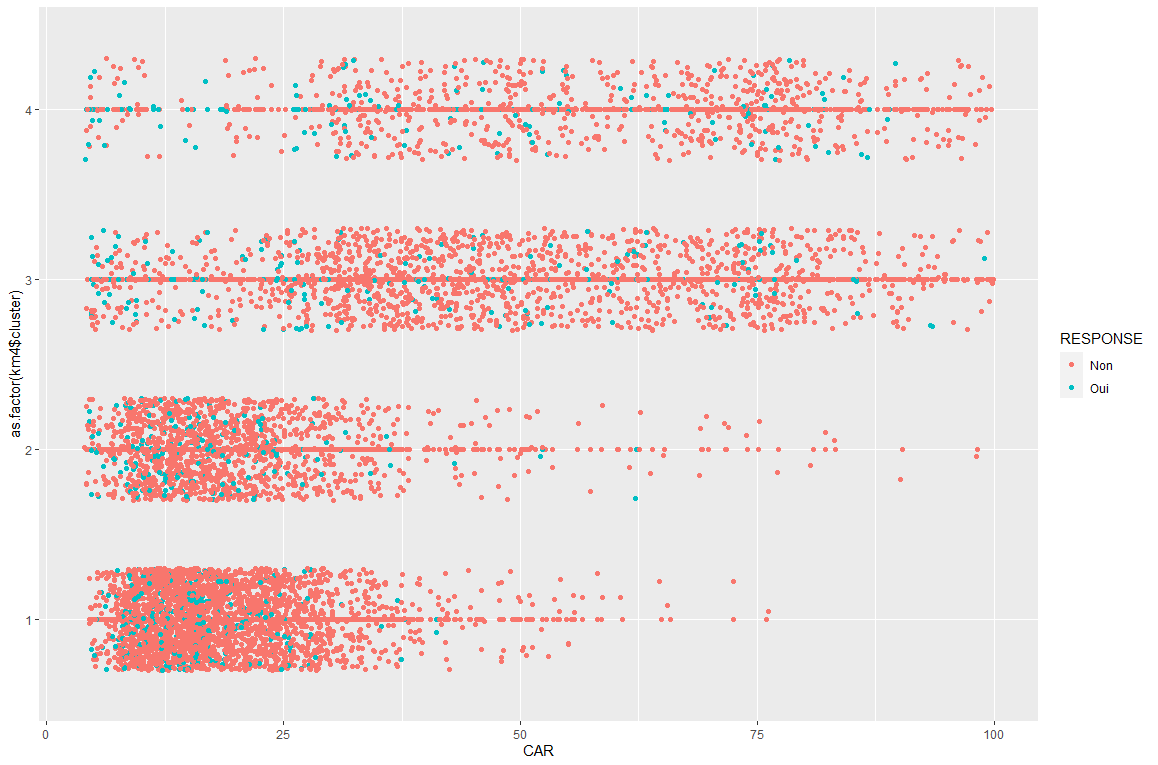 4
3
2
1
as.factor(km4$cluster)
0
25
50
75
100
CAR
RESPONSE
Non
Oui